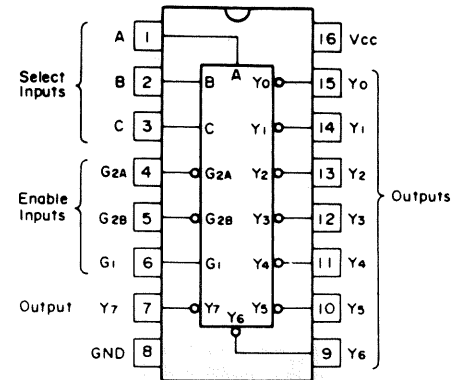 A 1 16 Vcc
Select Inputs
B 2 B A Y0 15 Y0
C 3 C Y1 14 Y1
G2A 4 G2A Y2 13 Y2
Enable Inputs
G2B 5 G2B Y3 12 Y3
Outputs
G1 6 G1 Y4 11 Y4
Output Y7 7 Y7 Y6 Y5 10 Y5
GND 8 9 Y6